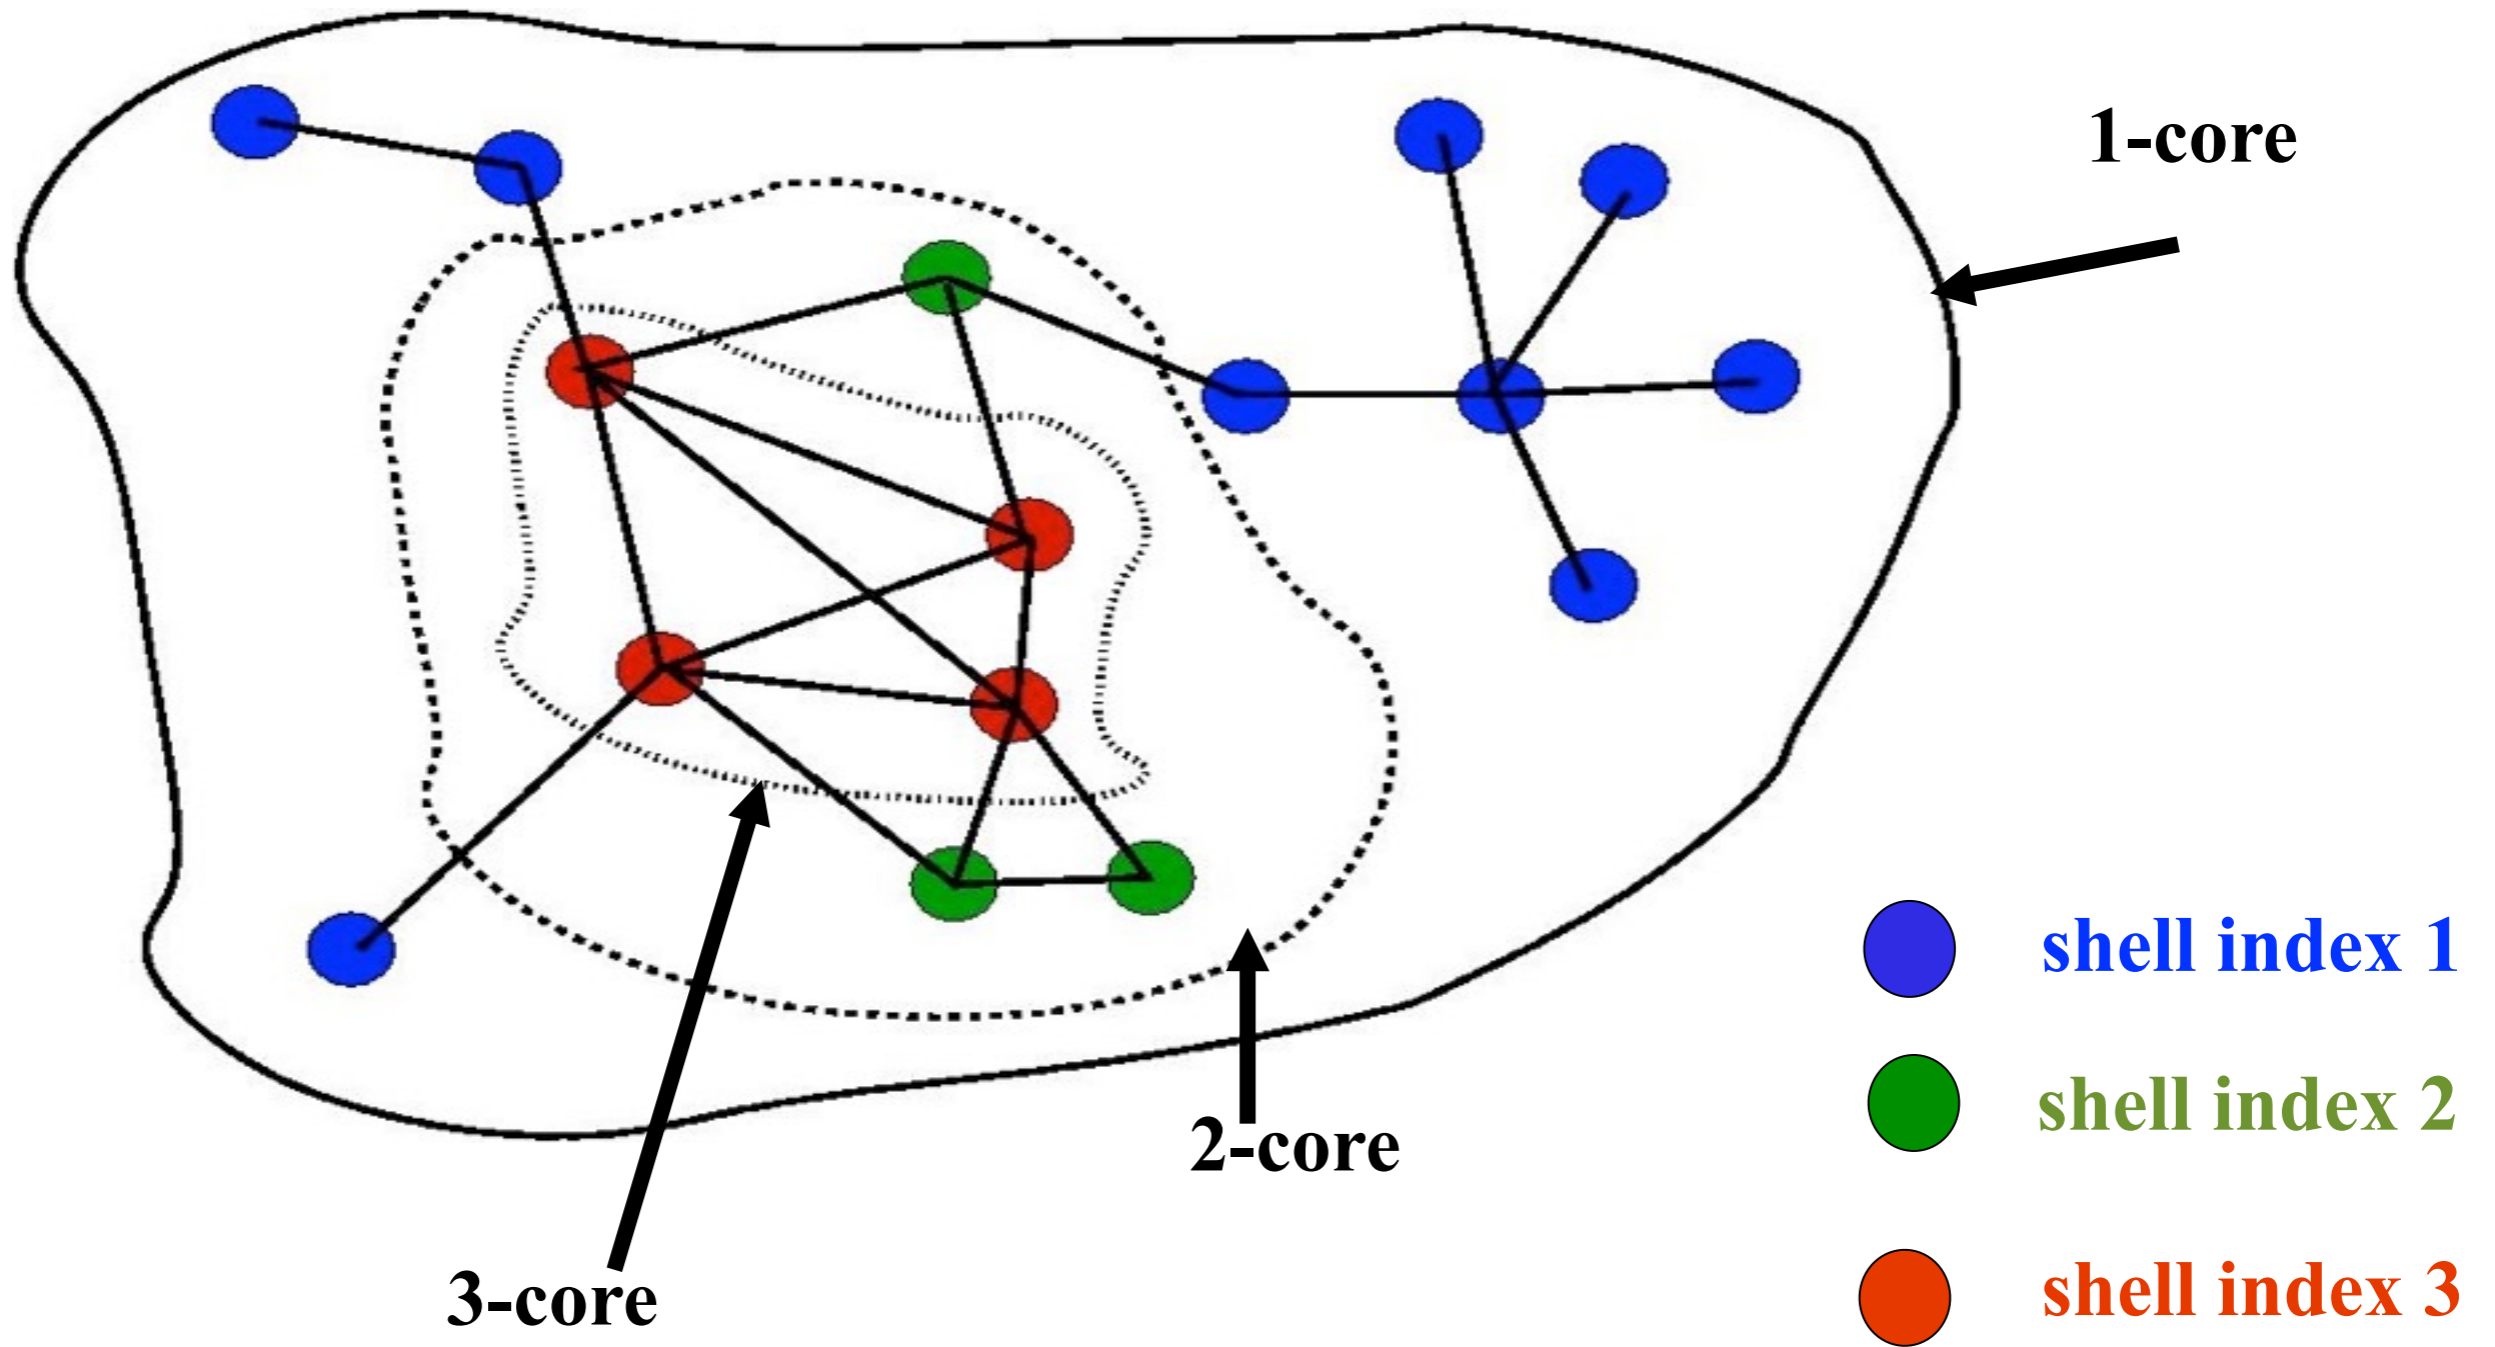 1-core
2-core
3-core
shell index 1
shell index 2
shell index 3